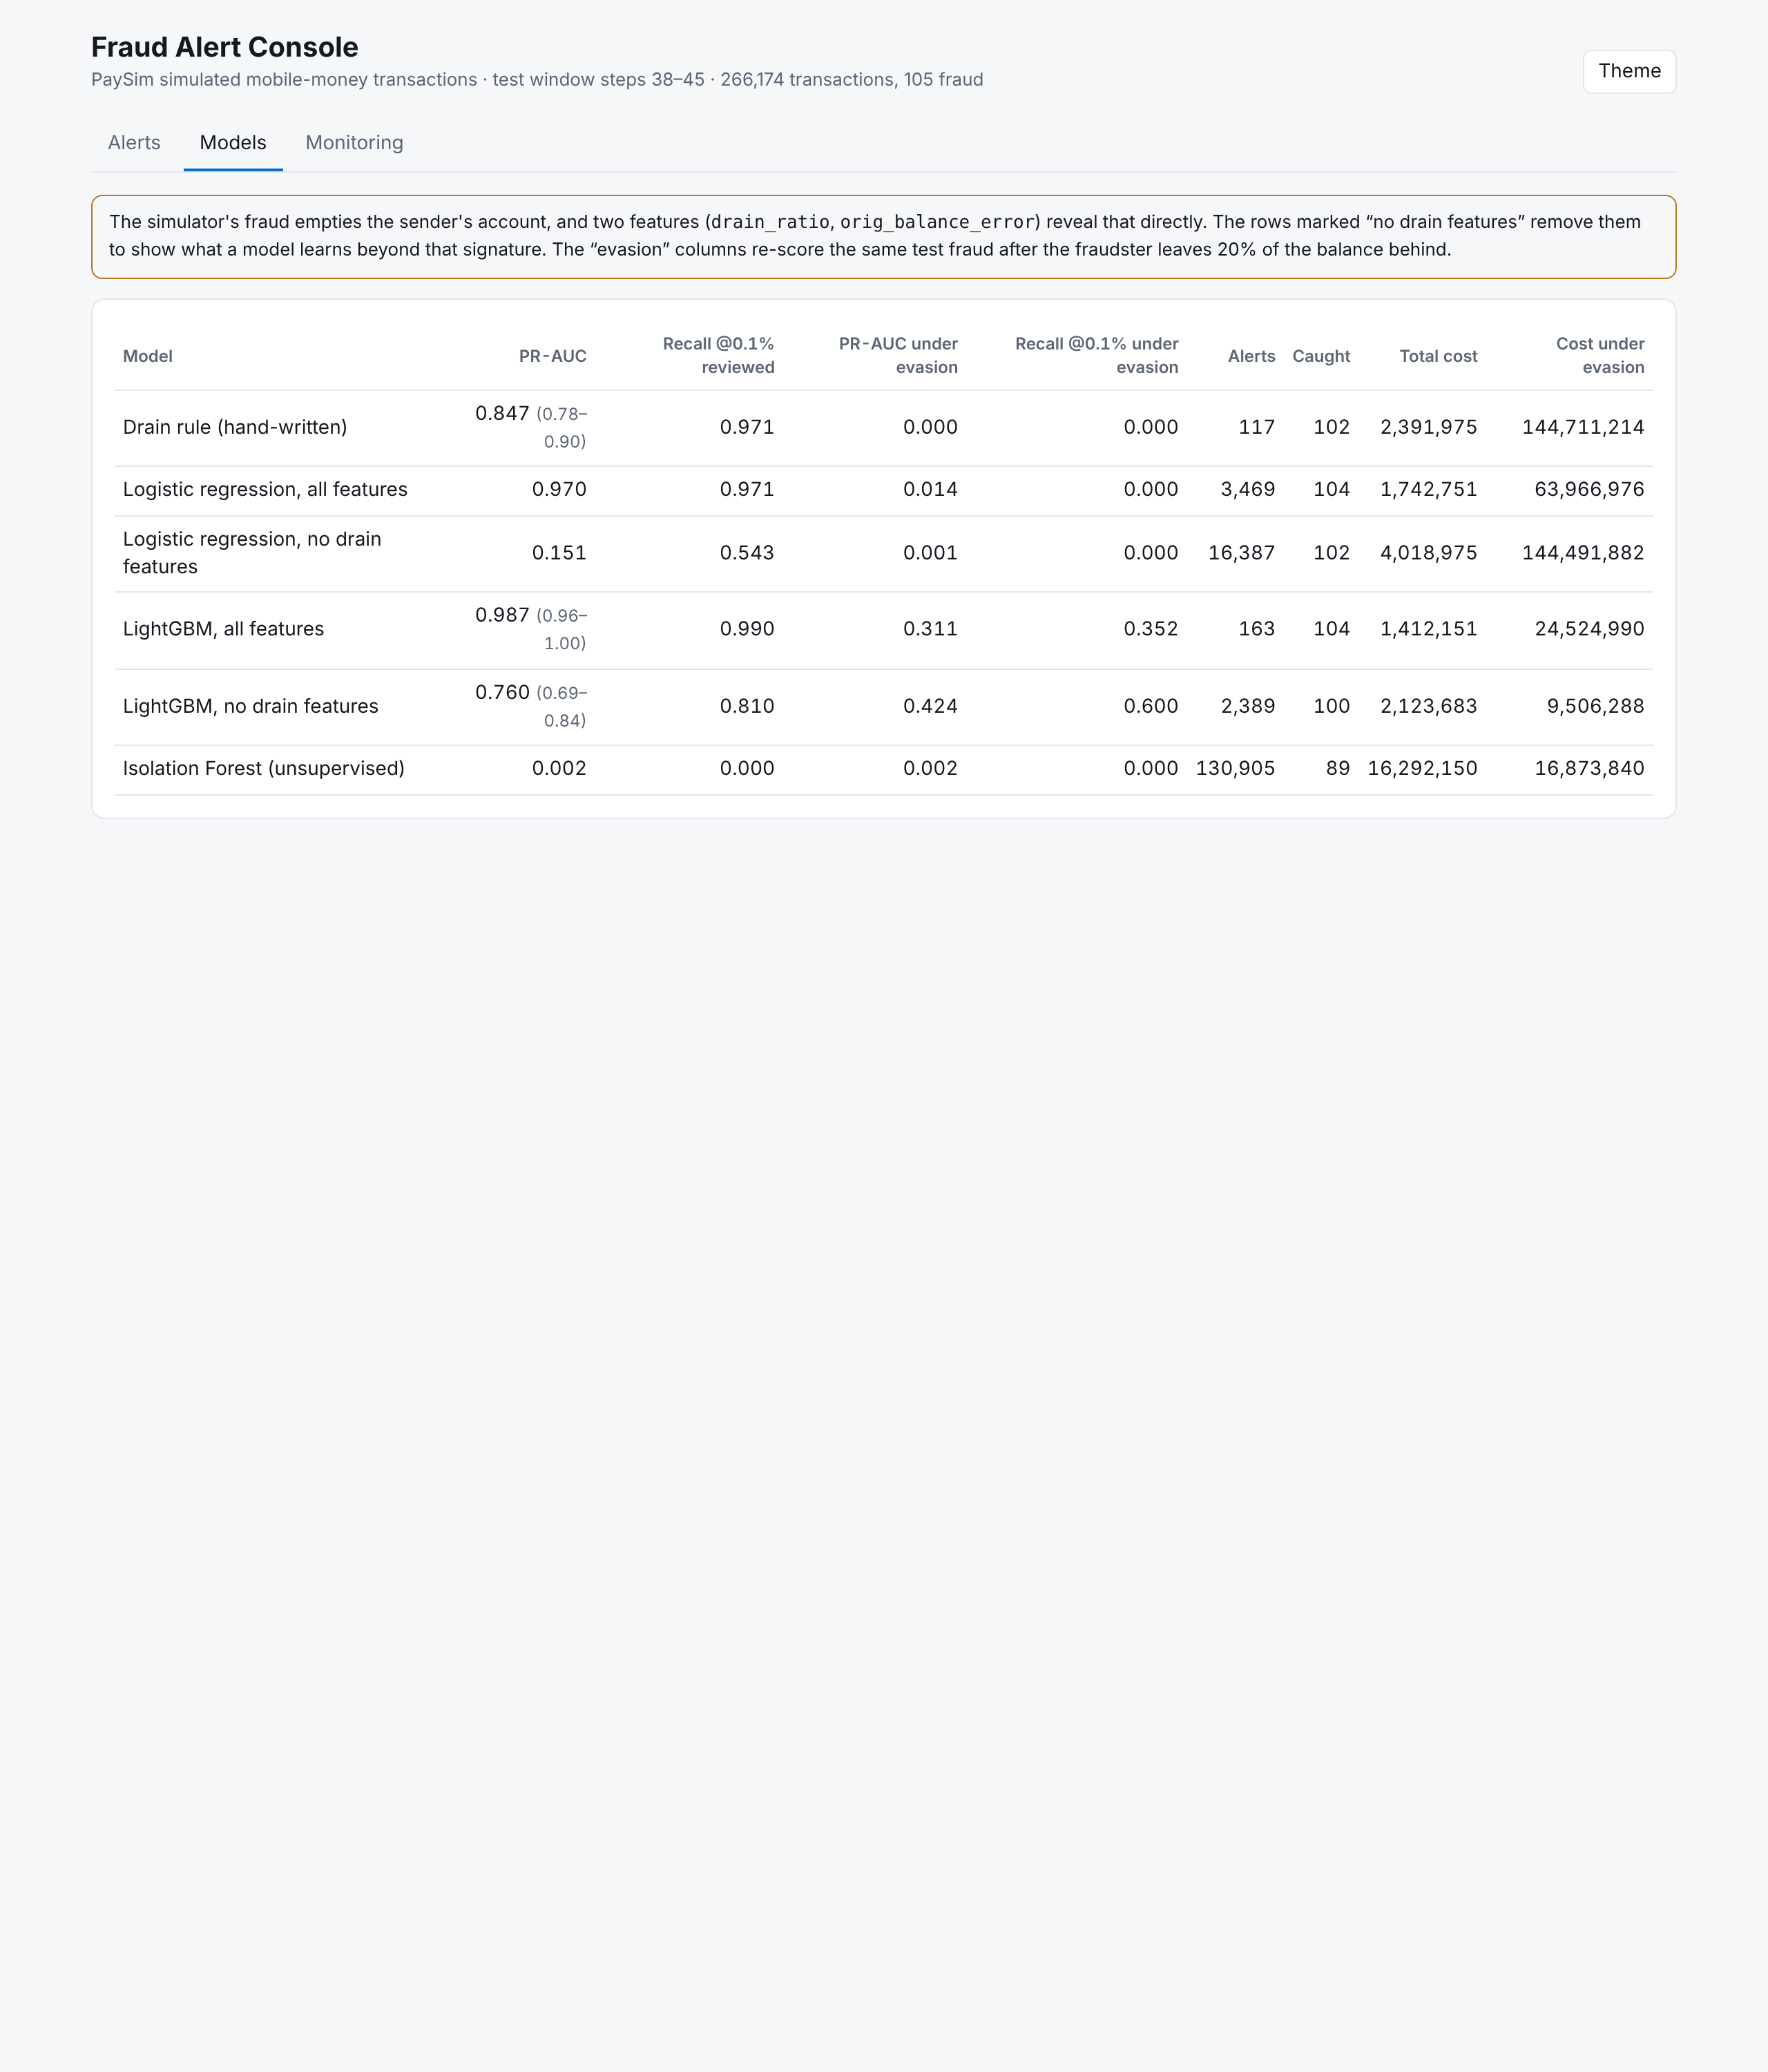 Fraud Alert Console
PaySim simulated mobile-money transactions · test window steps 38–45 · 266,174 transactions, 105 fraud
Theme
Alerts Models Monitoring
The simulator's fraud empties the sender's account, and two features (drain_ratio, orig_balance_error) reveal that directly. The rows marked “no drain features” remove them
to show what a model learns beyond that signature. The “evasion” columns re-score the same test fraud after the fraudster leaves 20% of the balance behind.
Model PR-AUC Recall @0.1% reviewed PR-AUC under evasion Recall @0.1% under evasion Alerts Caught Total cost Cost under evasion
Drain rule (hand-written) 0.847 (0.78–0.90) 0.971 0.000 0.000 117 102 2,391,975 144,711,214
Logistic regression, all features 0.970 0.971 0.014 0.000 3,469 104 1,742,751 63,966,976
Logistic regression, no drain features 0.151 0.543 0.001 0.000 16,387 102 4,018,975 144,491,882
LightGBM, all features 0.987 (0.96–1.00) 0.990 0.311 0.352 163 104 1,412,151 24,524,990
LightGBM, no drain features 0.760 (0.69–0.84) 0.810 0.424 0.600 2,389 100 2,123,683 9,506,288
Isolation Forest (unsupervised) 0.002 0.000 0.002 0.000 130,905 89 16,292,150 16,873,840